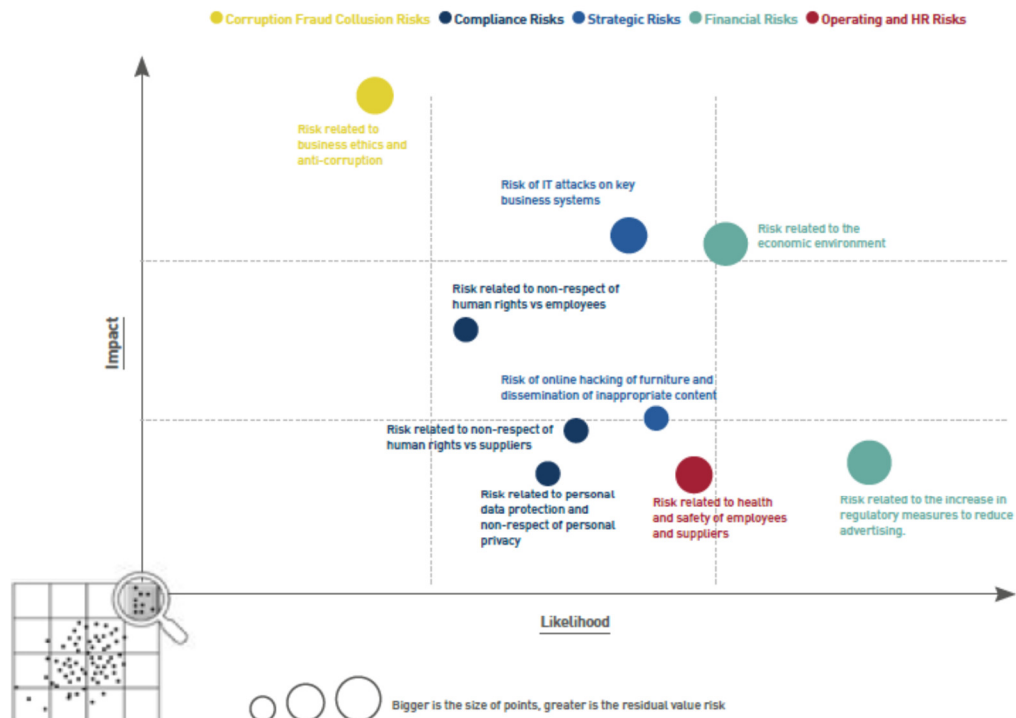 Corruption Fraud Collusion Risks Compliance Risks Strategic Risks Financial Risks Operating and HR Risks
Risk related to
business ethics and
anti-corruption
Risk of IT attacks on key
business systems
Risk related to the
economic environment
Risk related to non-respect of
human rights vs employees
Impact
Risk of online hacking of furniture and
dissemination of inappropriate content
Risk related to non-respect of
human rights vs suppliers
Risk related to personal
data protection and
non-respect of personal
privacy
Risk related to health
and safety of employees
and suppliers
Risk related to the increase in
regulatory measures to reduce
advertising.
Likelihood
Bigger is the size of points, greater is the residual value risk